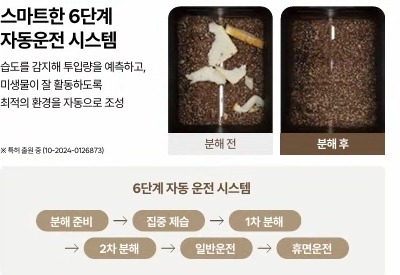 스마트한 6단계
자동운전 시스템
습도를 감지해 투입량을 예측하고,
미생물이 잘 활동하도록
최적의 환경을 자동으로 조성
※ 특허 출원 중 (10-2024-0126873)
분해 전
분해 후
6단계 자동 운전 시스템
분해 준비 → 집중 제습 → 1차 분해
→ 2차 분해 → 일반운전 → 휴면운전